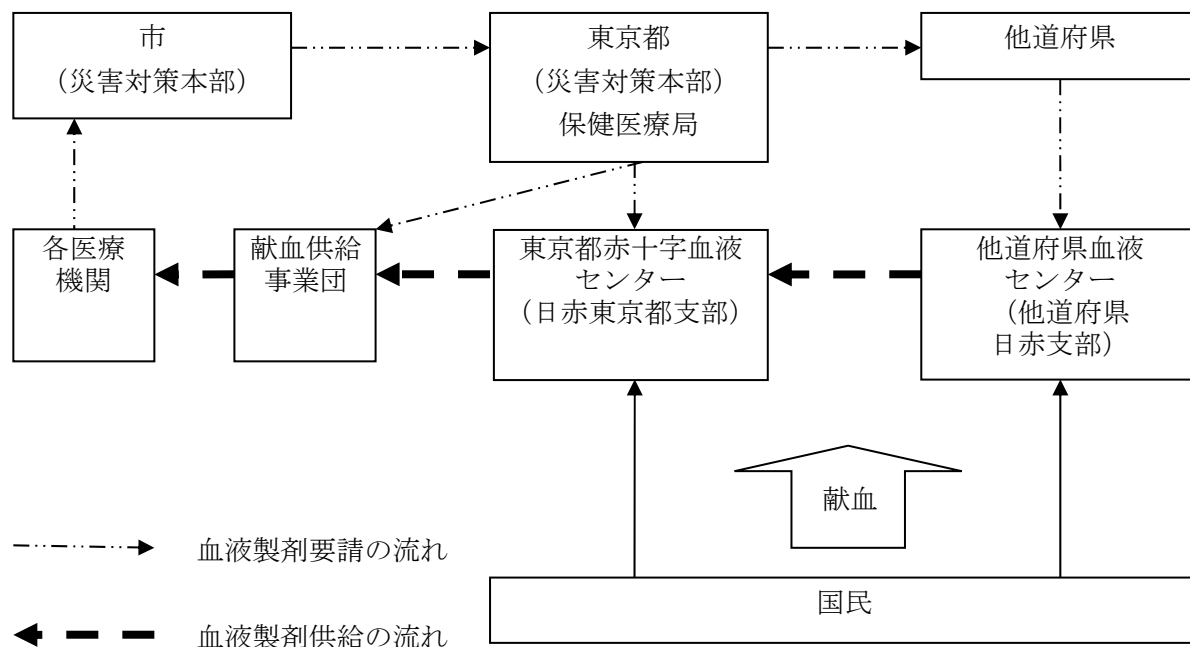 市
(災害対策本部)
東京都
(災害対策本部)
保健医療局
他道府県
各医療
機関
献血供給
事業団
東京都赤十字血液
センター
(日赤東京都支部)
他道府県血液
センター
(他道府県
日赤支部)
献血
血液製剤要請の流れ
国民
血液製剤供給の流れ